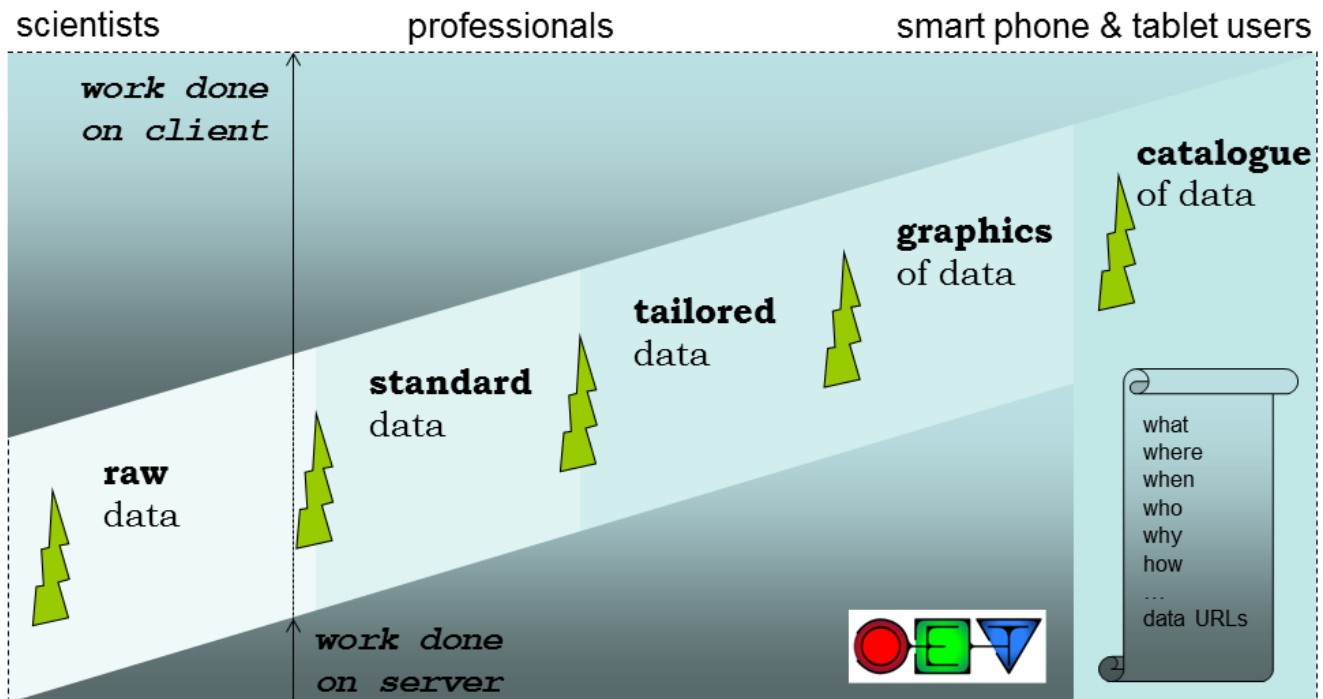 scientists
professionals
smart phone & tablet users
work done
on client
catalogue
of data
graphics
of data
tailored
data
standard
data
raw
data
what
where
when
who
why
how
...
data URLs
work done
on server